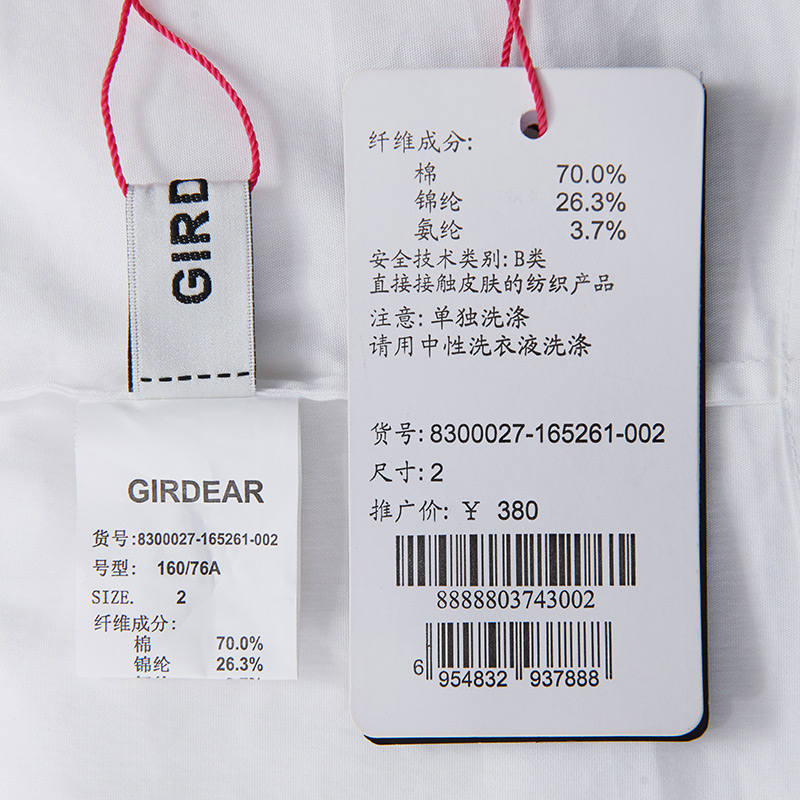 GIRD
GIRDEAR
货号:8300027-165261-002
号型: 160/76A
SIZE. 2
纤维成分:
棉 70.0%
锦纶 26.3%
纤维成分:
棉 70.0%
锦纶 26.3%
氨纶 3.7%
安全技术类别: B类
直接接触皮肤的纺织产品
注意: 单独洗涤
请用中性洗衣液洗涤
货号: 8300027-165261-002
尺寸: 2
推广价: ¥ 380
8888803743002
6 954832 937888